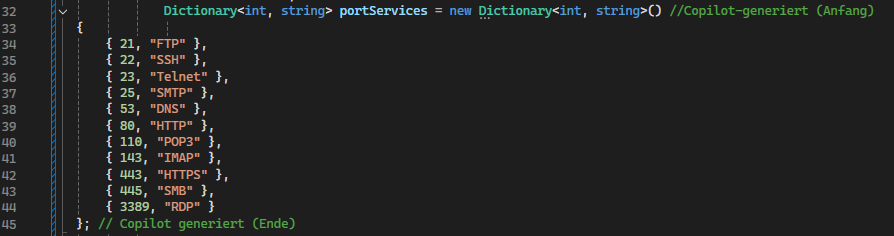 32 Dictionary<int, string> portServices = new Dictionary<int, string>() //Copilot-generiert (Anfang)
33 {
34 { 21, "FTP" },
35 { 22, "SSH" },
36 { 23, "Telnet" },
37 { 25, "SMTP" },
38 { 53, "DNS" },
39 { 80, "HTTP" },
40 { 110, "POP3" },
41 { 143, "IMAP" },
42 { 443, "HTTPS" },
43 { 445, "SMB" },
44 { 3389, "RDP" }
45 }; // Copilot generiert (Ende)